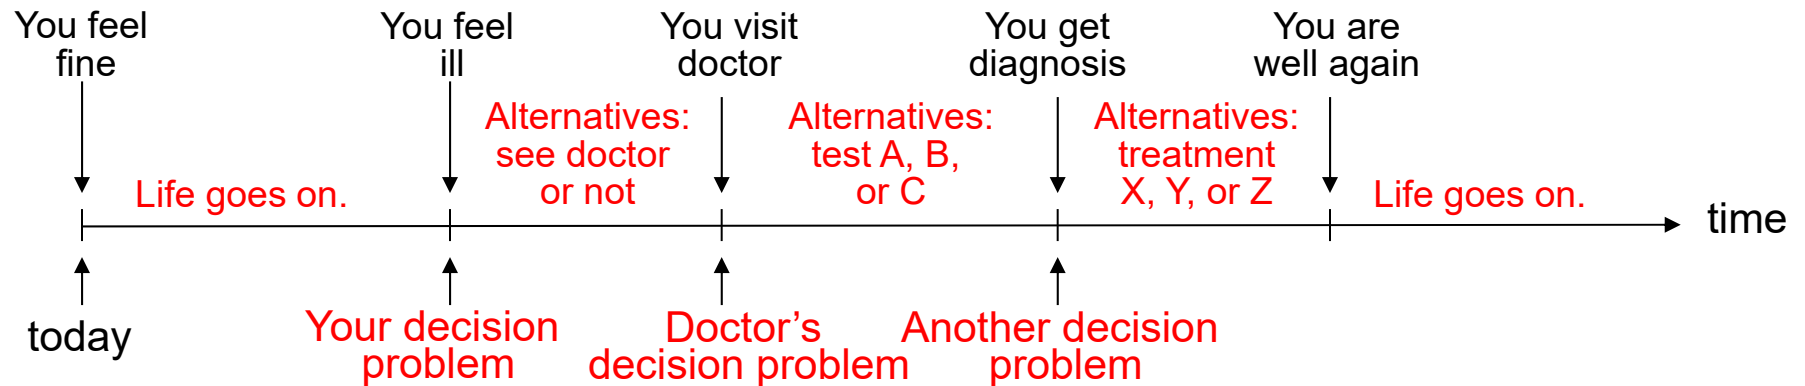 You feel
fine
You feel
ill
You visit
doctor
You get
diagnosis
You are
well again
Life goes on.
Alternatives:
see doctor
or not
Alternatives:
test A, B,
or C
Alternatives:
treatment
X, Y, or Z
Life goes on.
time
today
Your decision
problem
Doctor’s
decision problem
Another decision
problem